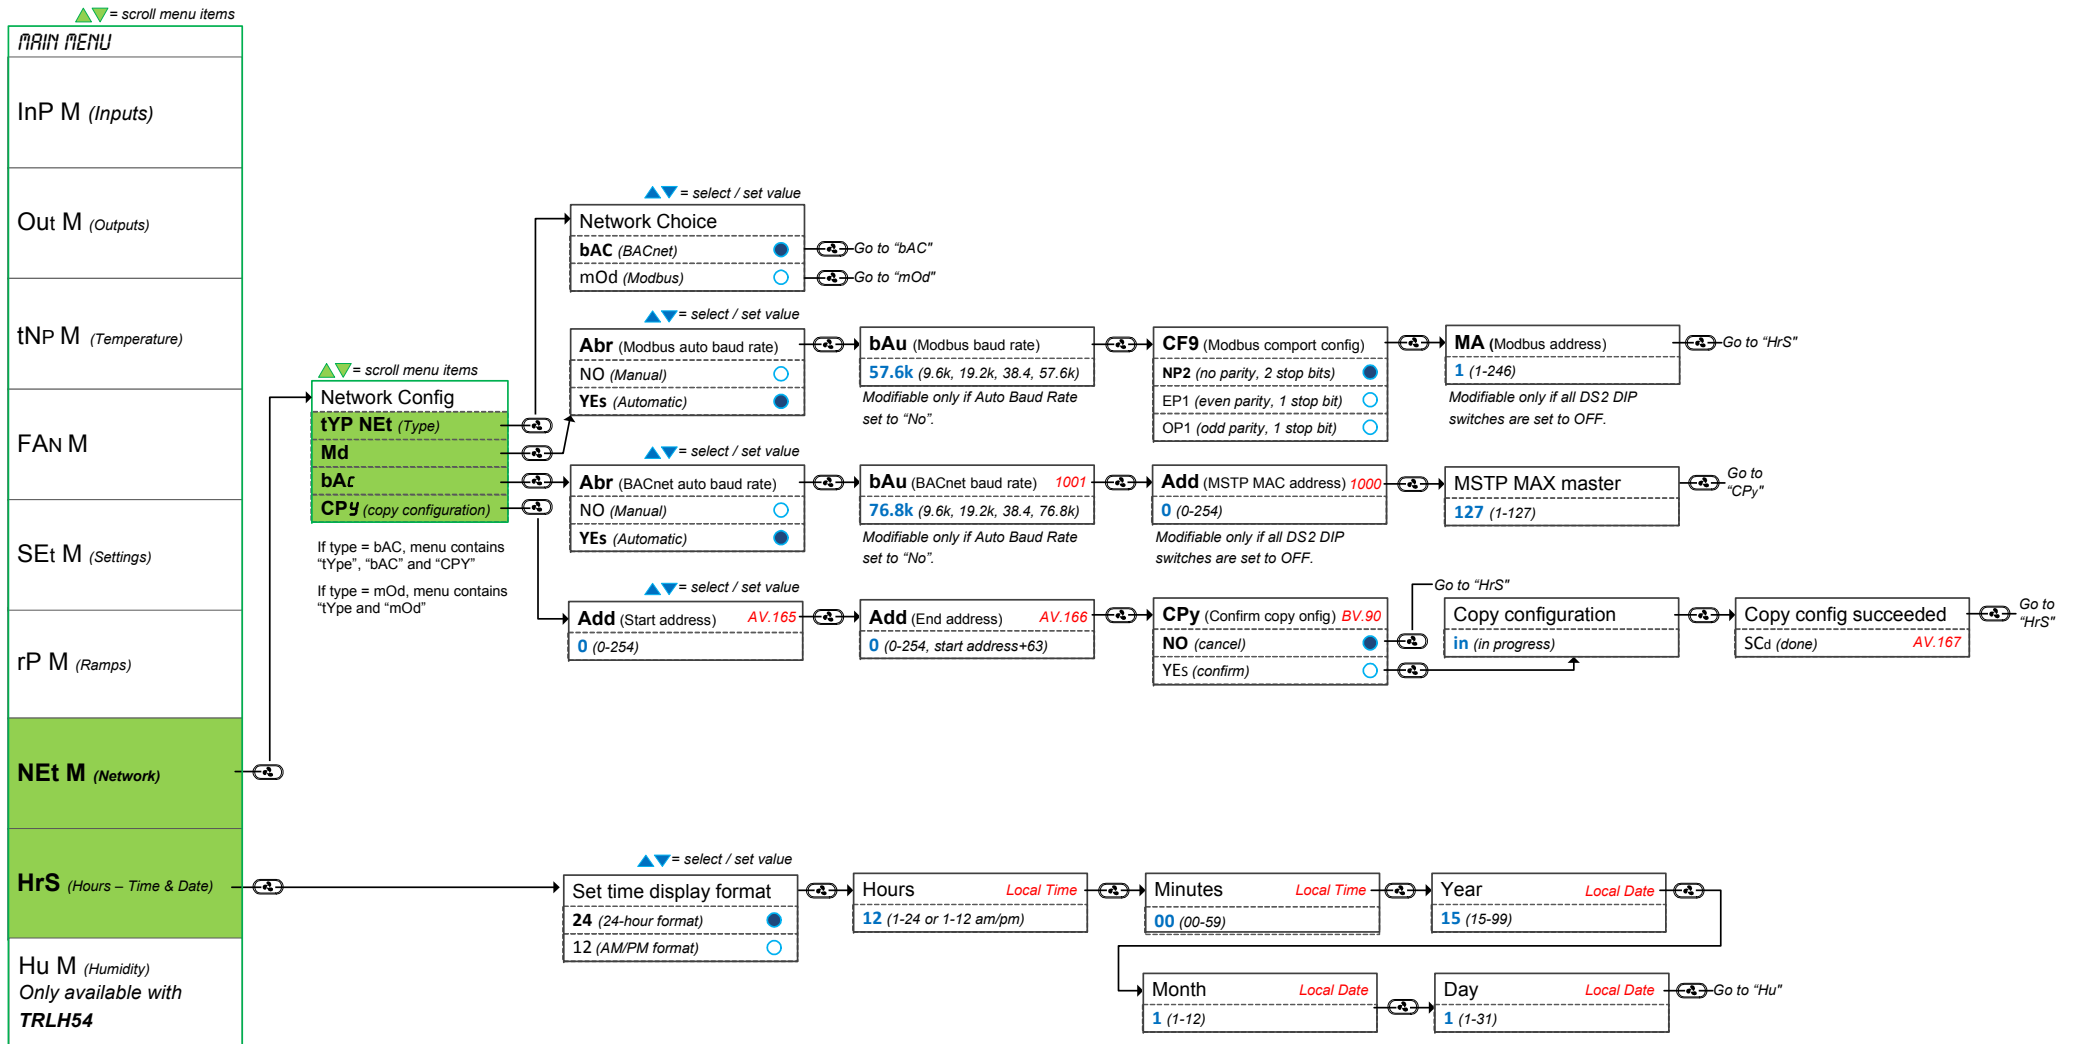 = scroll menu items
MAIN MENU
InP M (Inputs)
Out M (Outputs)
tNP M (Temperature)
FAN M
SEt M (Settings)
rP M (Ramps)
NEt M (Network)
HrS (Hours – Time & Date)
Hu M (Humidity)
Only available with
TRLH54
= scroll menu items
Network Config
tYP NEt (Type)
Md
bAc
CPy (copy configuration)
If type = bAC, menu contains
“tYpe”, “bAC” and “CPY”
If type = mOd, menu contains
“tYpe and “mOd”
= select / set value
Network Choice
bAC (BACnet)
Go to “bAC”
mOd (Modbus)
Go to “mOd”
= select / set value
Abr (Modbus auto baud rate)
NO (Manual)
YEs (Automatic)
bAu (Modbus baud rate)
57.6k (9.6k, 19.2k, 38.4, 57.6k)
Modifiable only if Auto Baud Rate
set to “No”.
CF9 (Modbus comport config)
NP2 (no parity, 2 stop bits)
EP1 (even parity, 1 stop bit)
OP1 (odd parity, 1 stop bit)
MA (Modbus address)
1 (1-246)
Modifiable only if all DS2 DIP
switches are set to OFF.
Go to “HrS”
= select / set value
Abr (BACnet auto baud rate)
NO (Manual)
YEs (Automatic)
bAu (BACnet baud rate) 1001
76.8k (9.6k, 19.2k, 38.4, 76.8k)
Modifiable only if Auto Baud Rate
set to “No”.
Add (MSTP MAC address) 1000
0 (0-254)
Modifiable only if all DS2 DIP
switches are set to OFF.
MSTP MAX master
127 (1-127)
Go to
“CPy”
= select / set value
Add (Start address) AV.165
0 (0-254)
Add (End address) AV.166
0 (0-254, start address+63)
CPy (Confirm copy onfig) BV.90
NO (cancel)
YEs (confirm)
Go to “HrS”
Copy configuration
in (in progress)
Copy config succeeded
SCd (done) AV.167
Go to
“HrS”
= select / set value
Set time display format
24 (24-hour format)
12 (AM/PM format)
Hours Local Time
12 (1-24 or 1-12 am/pm)
Minutes Local Time
00 (00-59)
Year Local Date
15 (15-99)
Month Local Date
1 (1-12)
Day Local Date
1 (1-31)
Go to “Hu”